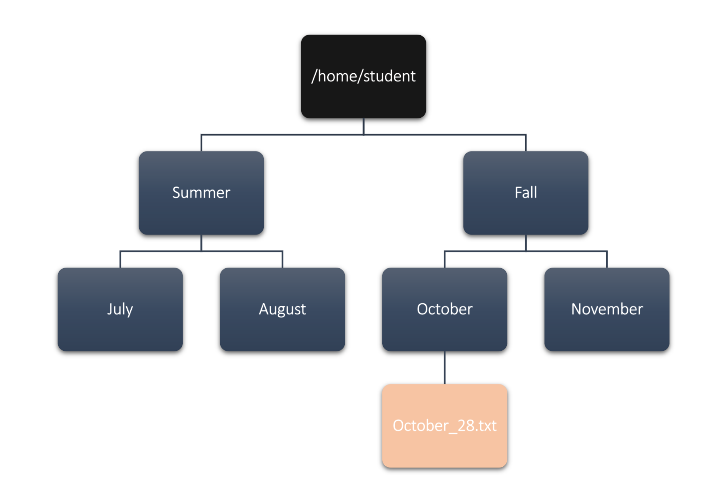 /home/student
Summer
Fall
July
August
October
November
October_28.txt